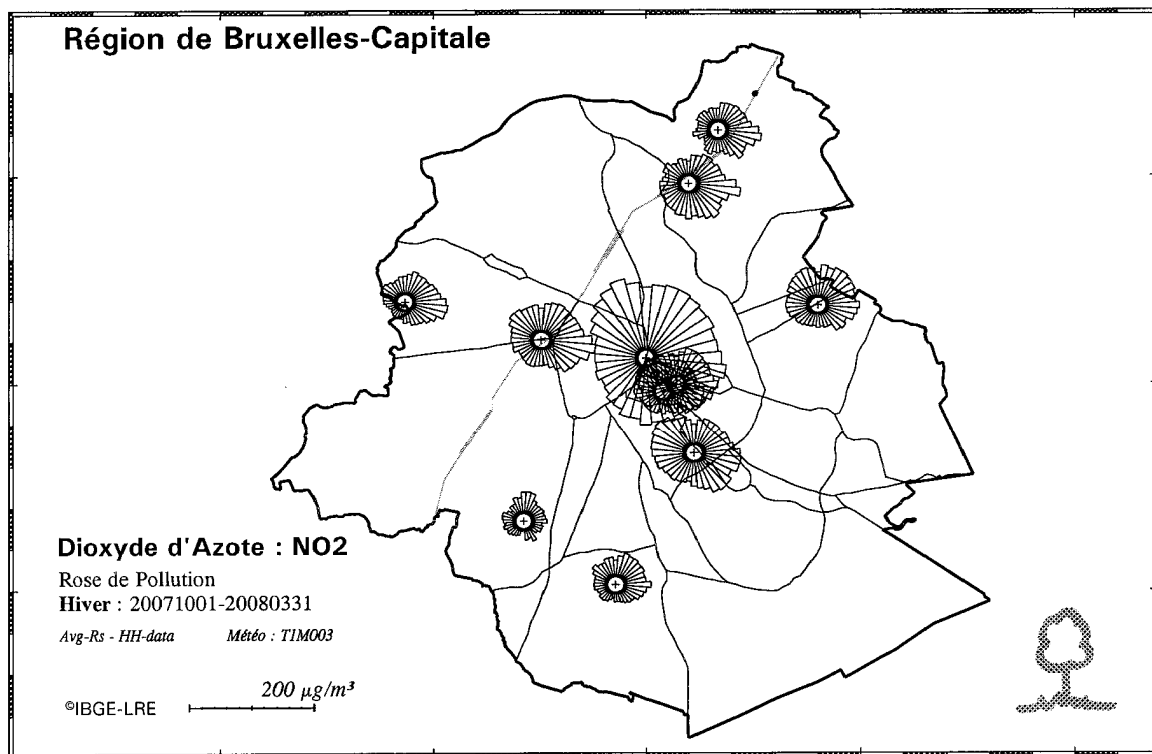 Région de Bruxelles-Capitale
Dioxyde d'Azote : NO2
Rose de Pollution
Hiver : 20071001-20080331
Avg-Rs - HH-data Météo : T1M003
200 µg/m³
©IBGE-LRE